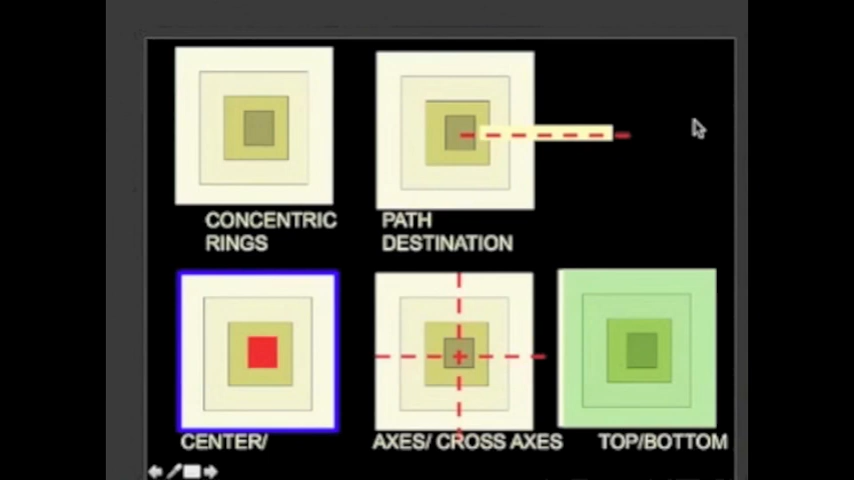 CONCENTRIC
RINGS
PATH
DESTINATION
CENTER/
AXES/ CROSS AXES
TOP/BOTTOM